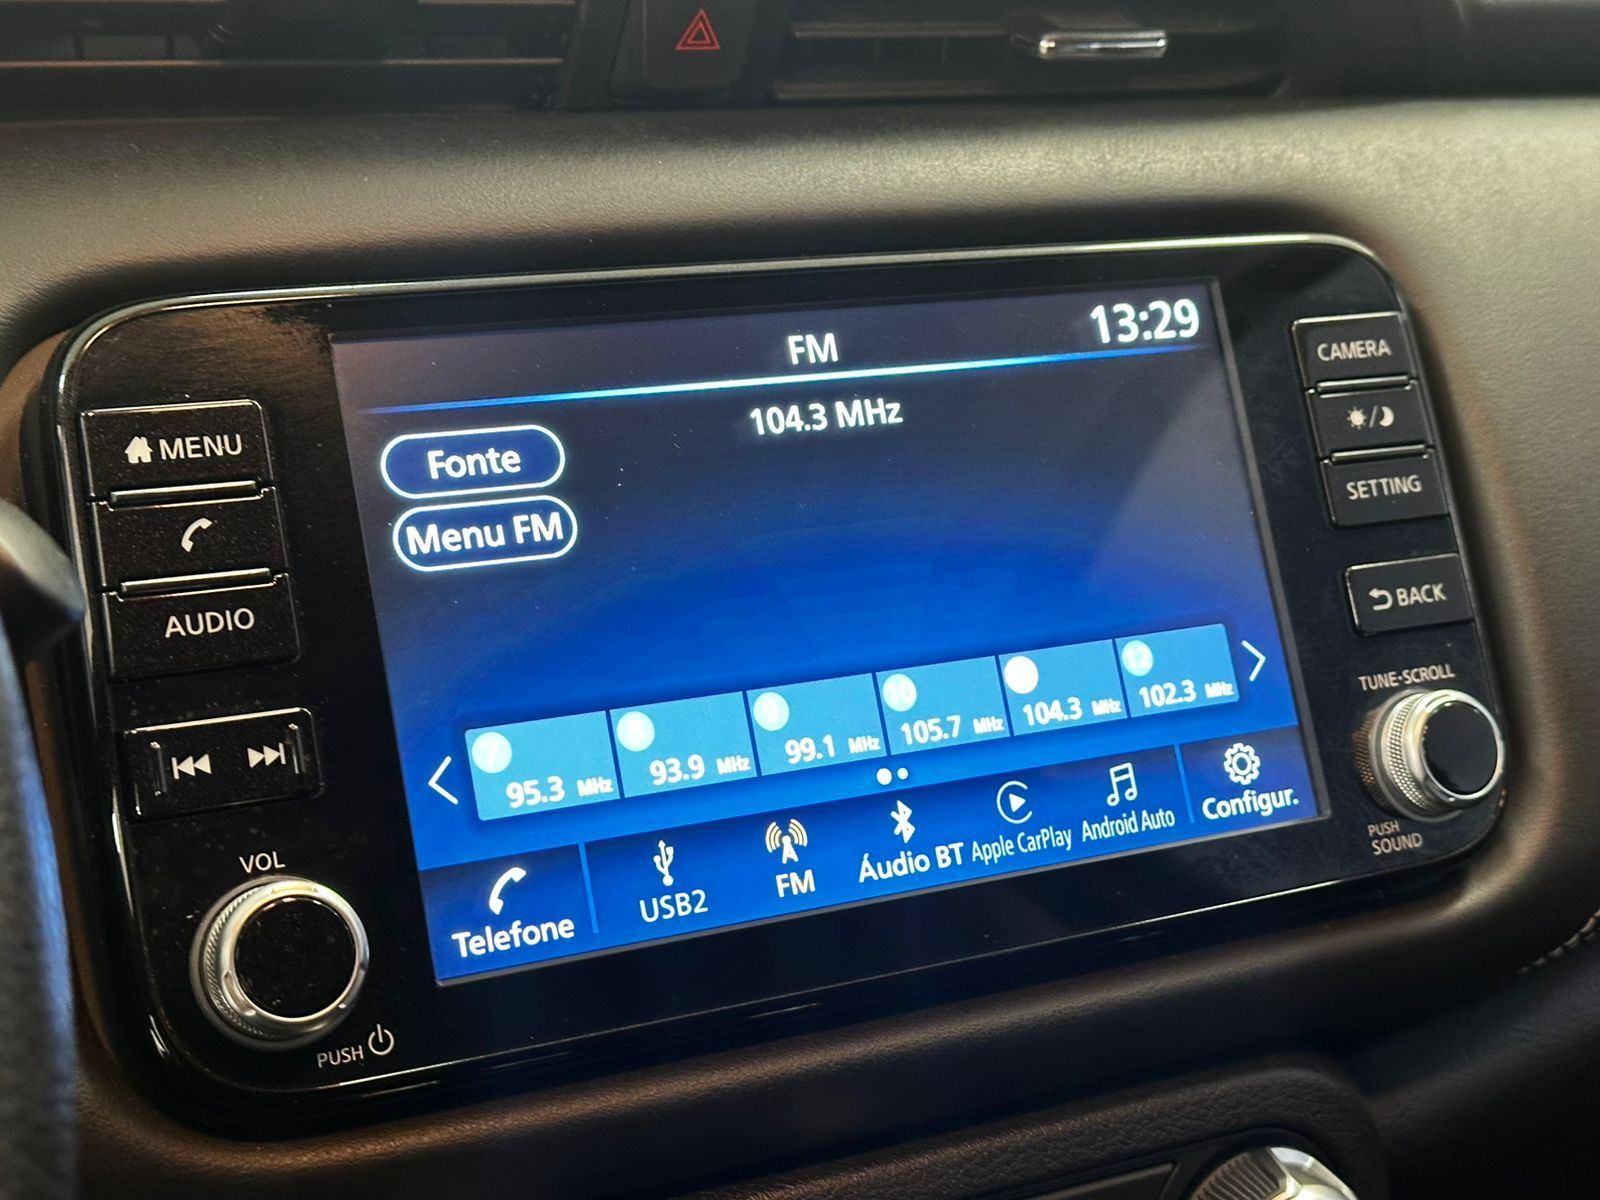 FM
13:29
104.3 MHz
Fonte
Menu FM
7
95.3 MHz
8
93.9 MHz
9
99.1 MHz
10
105.7 MHz
104.3 MHz
12
102.3 MHz
Telefone
USB2
FM
Áudio BT
Apple CarPlay
Android Auto
Configur.
MENU
AUDIO
VOL
PUSH
CAMERA
SETTING
BACK
TUNE·SCROLL
PUSH
SOUND